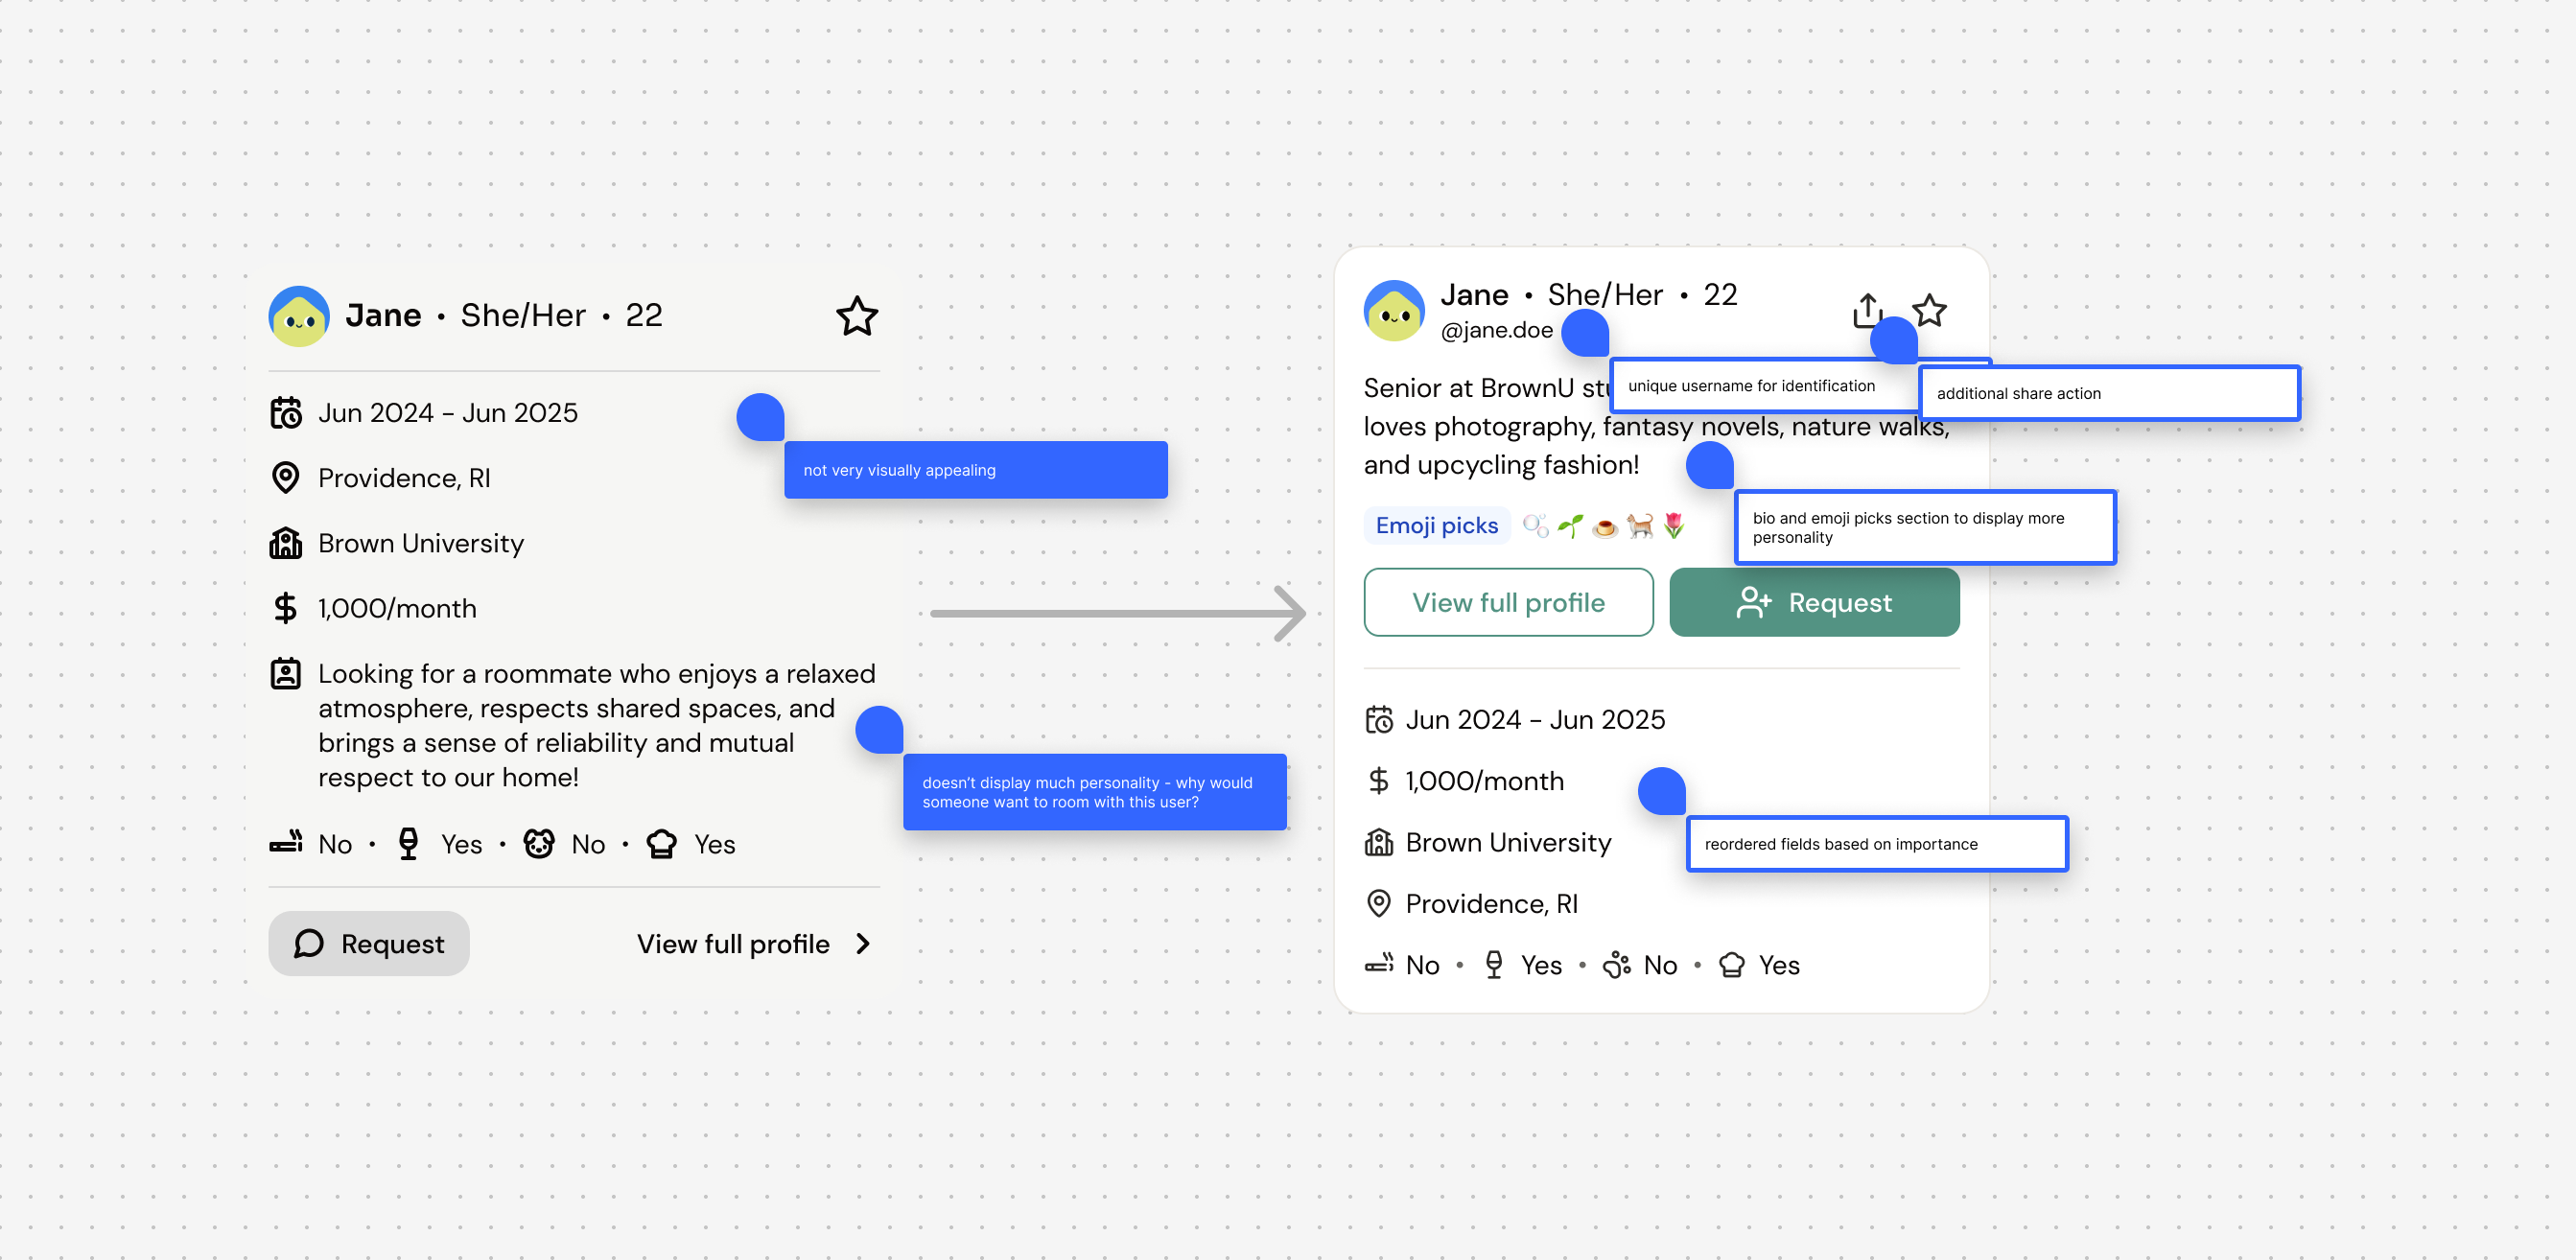 Jane • She/Her • 22
Jun 2024 – Jun 2025
not very visually appealing
Providence, RI
Brown University
1,000/month
Looking for a roommate who enjoys a relaxed
atmosphere, respects shared spaces, and
brings a sense of reliability and mutual
respect to our home!
doesn't display much personality - why would
someone want to room with this user?
No • Yes • No • Yes
Request
View full profile
Jane • She/Her • 22
@jane.doe
unique username for identification
additional share action
Senior at BrownU
loves photography, fantasy novels, nature walks,
and upcycling fashion!
bio and emoji picks section to display more
personality
Emoji picks
View full profile
Request
Jun 2024 – Jun 2025
1,000/month
Brown University
reordered fields based on importance
Providence, RI
No • Yes • No • Yes